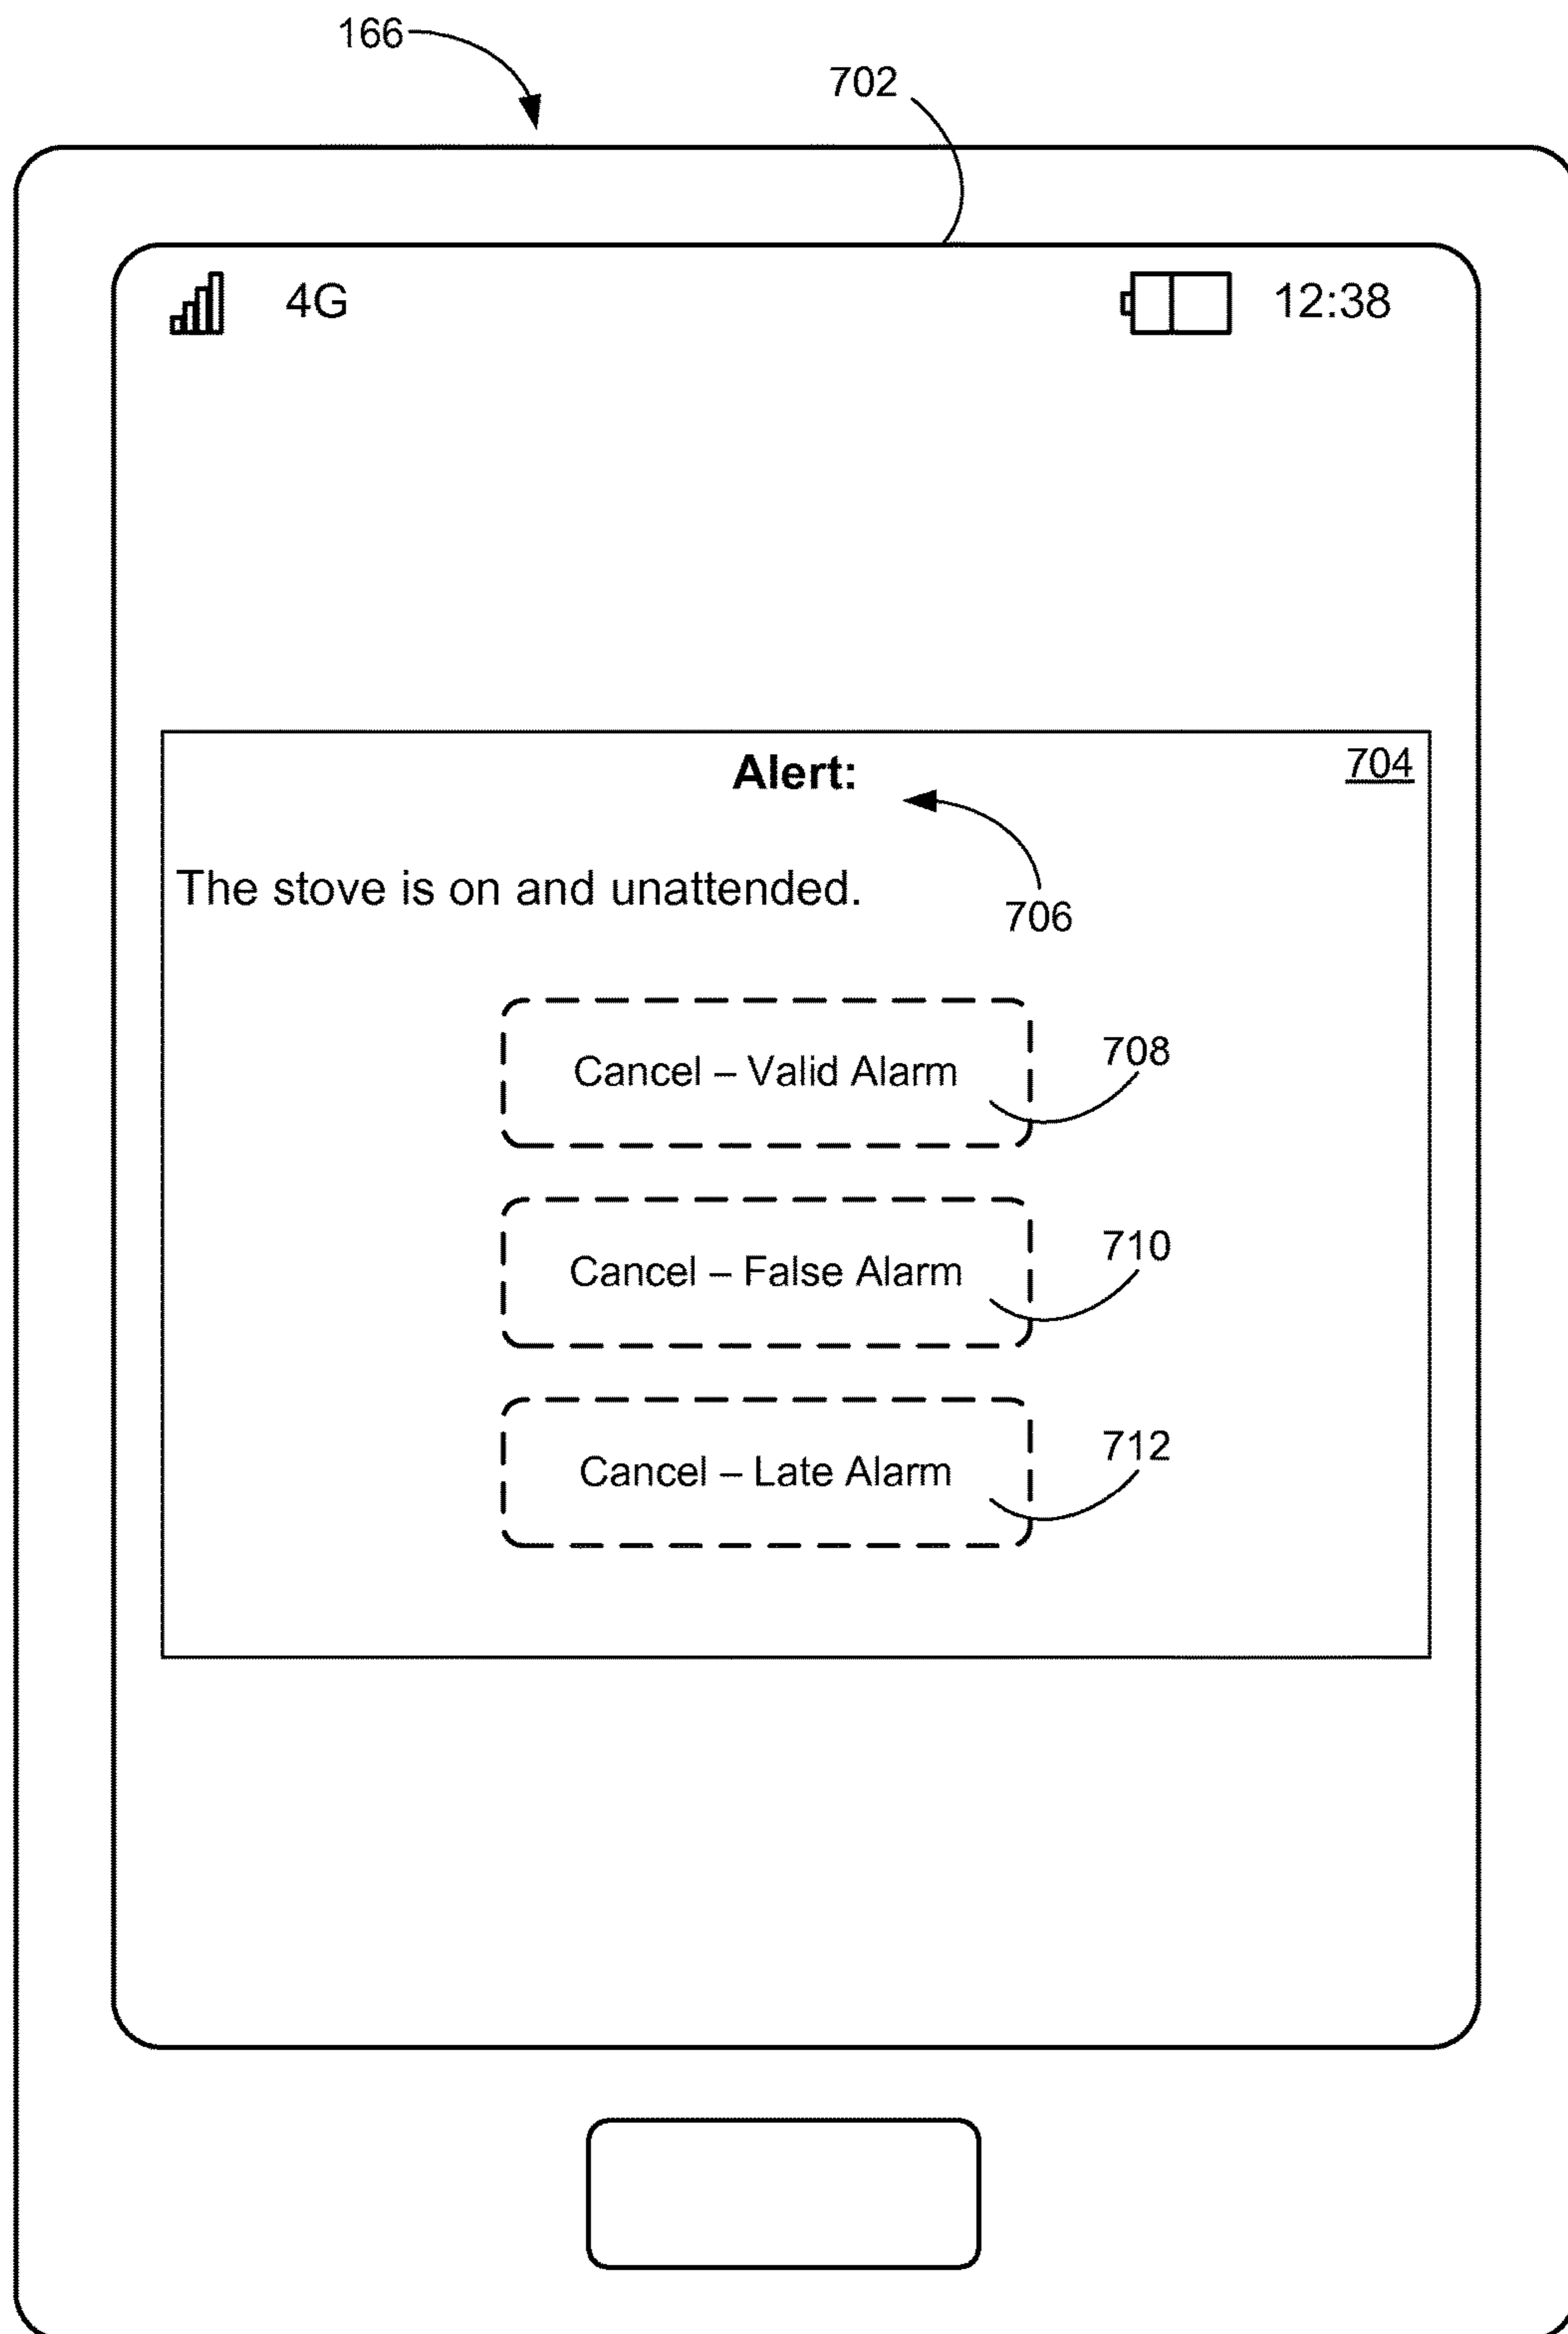 166
702
4G 12:38
Alert: 704
The stove is on and unattended.
706
Cancel – Valid Alarm 708
Cancel – False Alarm 710
Cancel – Late Alarm 712